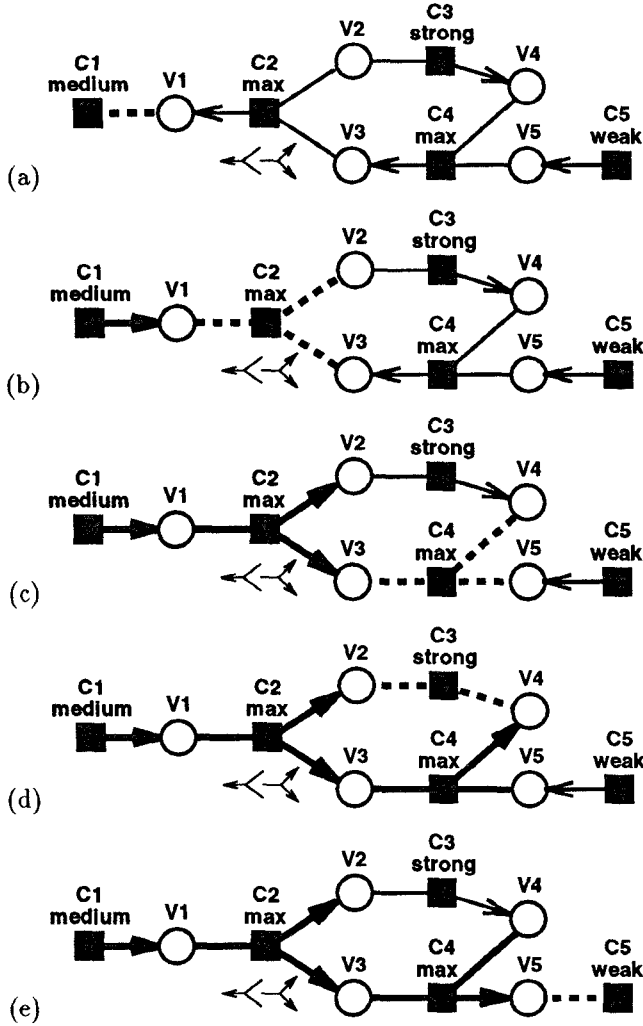 C3
V2 strong V4
C1 C2
medium V1 max
C4 C5
V3 max V5 weak
(a)
C3
V2 strong V4
C1 C2
medium V1 max
C4 C5
V3 max V5 weak
(b)
C3
V2 strong V4
C1 C2
medium V1 max
C4 C5
V3 max V5 weak
(c)
C3
V2 strong V4
C1 C2
medium V1 max
C4 C5
V3 max V5 weak
(d)
C3
V2 strong V4
C1 C2
medium V1 max
C4 C5
V3 max V5 weak
(e)